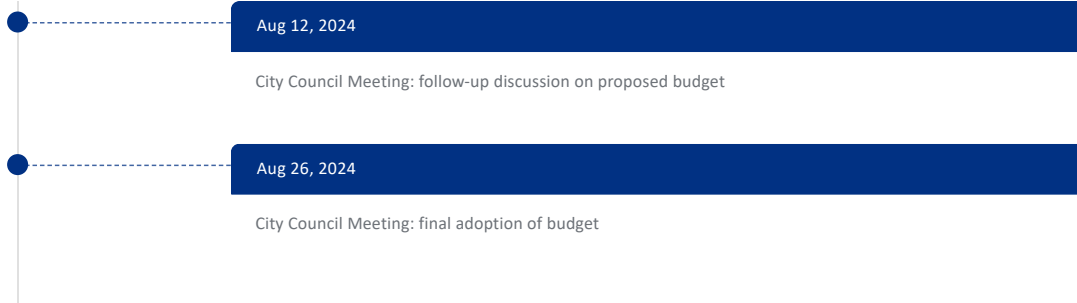 Aug 12, 2024
City Council Meeting: follow-up discussion on proposed budget
Aug 26, 2024
City Council Meeting: final adoption of budget